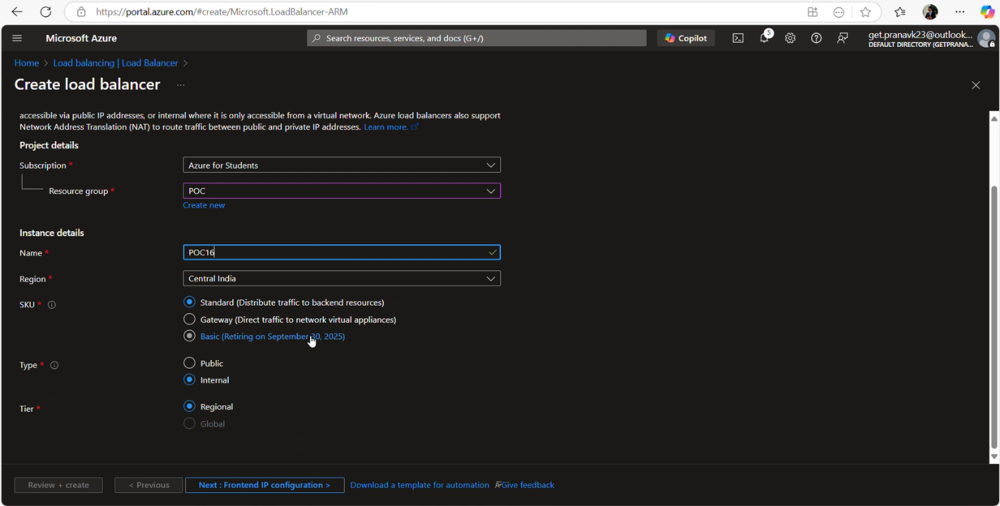 https://portal.azure.com/#create/Microsoft.LoadBalancer-ARM
Microsoft Azure
Search resources, services, and docs (G+/)
Copilot
5
get.pranavk23@outlook...
DEFAULT DIRECTORY (GETPRANA...
Home > Load balancing | Load Balancer >
Create load balancer ...
accessible via public IP addresses, or internal where it is only accessible from a virtual network. Azure load balancers also support
Network Address Translation (NAT) to route traffic between public and private IP addresses. Learn more.
Project details
Subscription * Azure for Students
Resource group * POC
Create new
Instance details
Name * POC16
Region * Central India
SKU * Standard (Distribute traffic to backend resources)
Gateway (Direct traffic to network virtual appliances)
Basic (Retiring on September 30, 2025)
Type * Public
Internal
Tier * Regional
Global
Review + create < Previous Next : Frontend IP configuration > Download a template for automation Give feedback